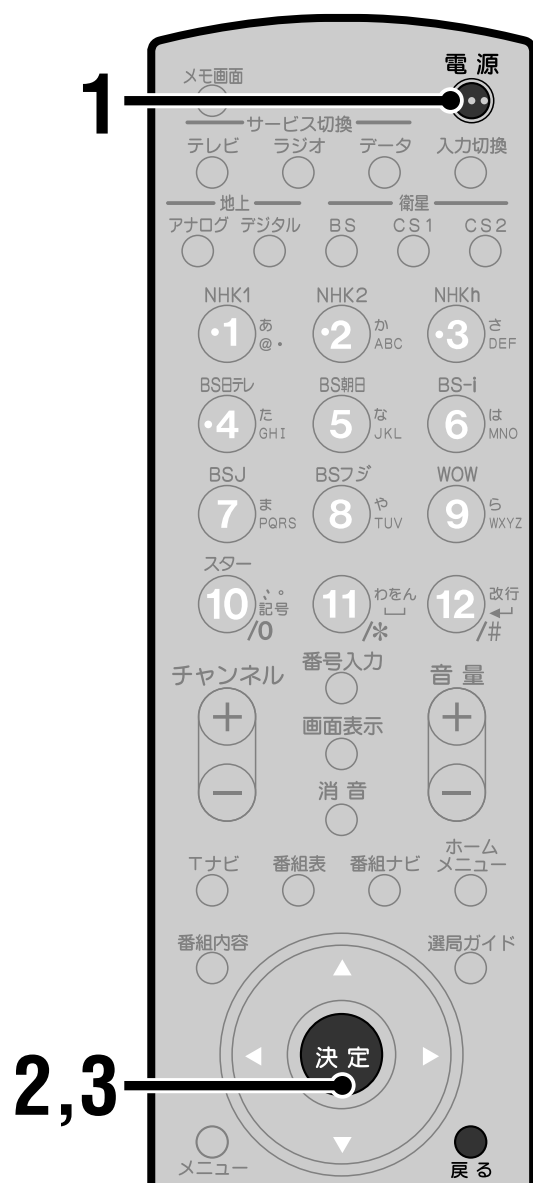 電源
1
メモ画面
サービス切換
テレビ ラジオ データ 入力切換
地上 衛星
アナログ デジタル BS CS1 CS2
NHK1 NHK2 NHKh
1 あ @・ 2 か ABC 3 さ DEF
BS日テレ BS朝日 BS-i
4 た GHI 5 な JKL 6 は MNO
BSJ BSフジ WOW
7 ま PQRS 8 や TUV 9 ら WXYZ
スター
10 、。 記号 /0 11 わをん /* 12 改行 /#
チャンネル 番号入力 音量
+ 画面表示 +
− 消音 −
Tナビ 番組表 番組ナビ ホームメニュー
番組内容 選局ガイド
決定
2,3
メニュー 戻る